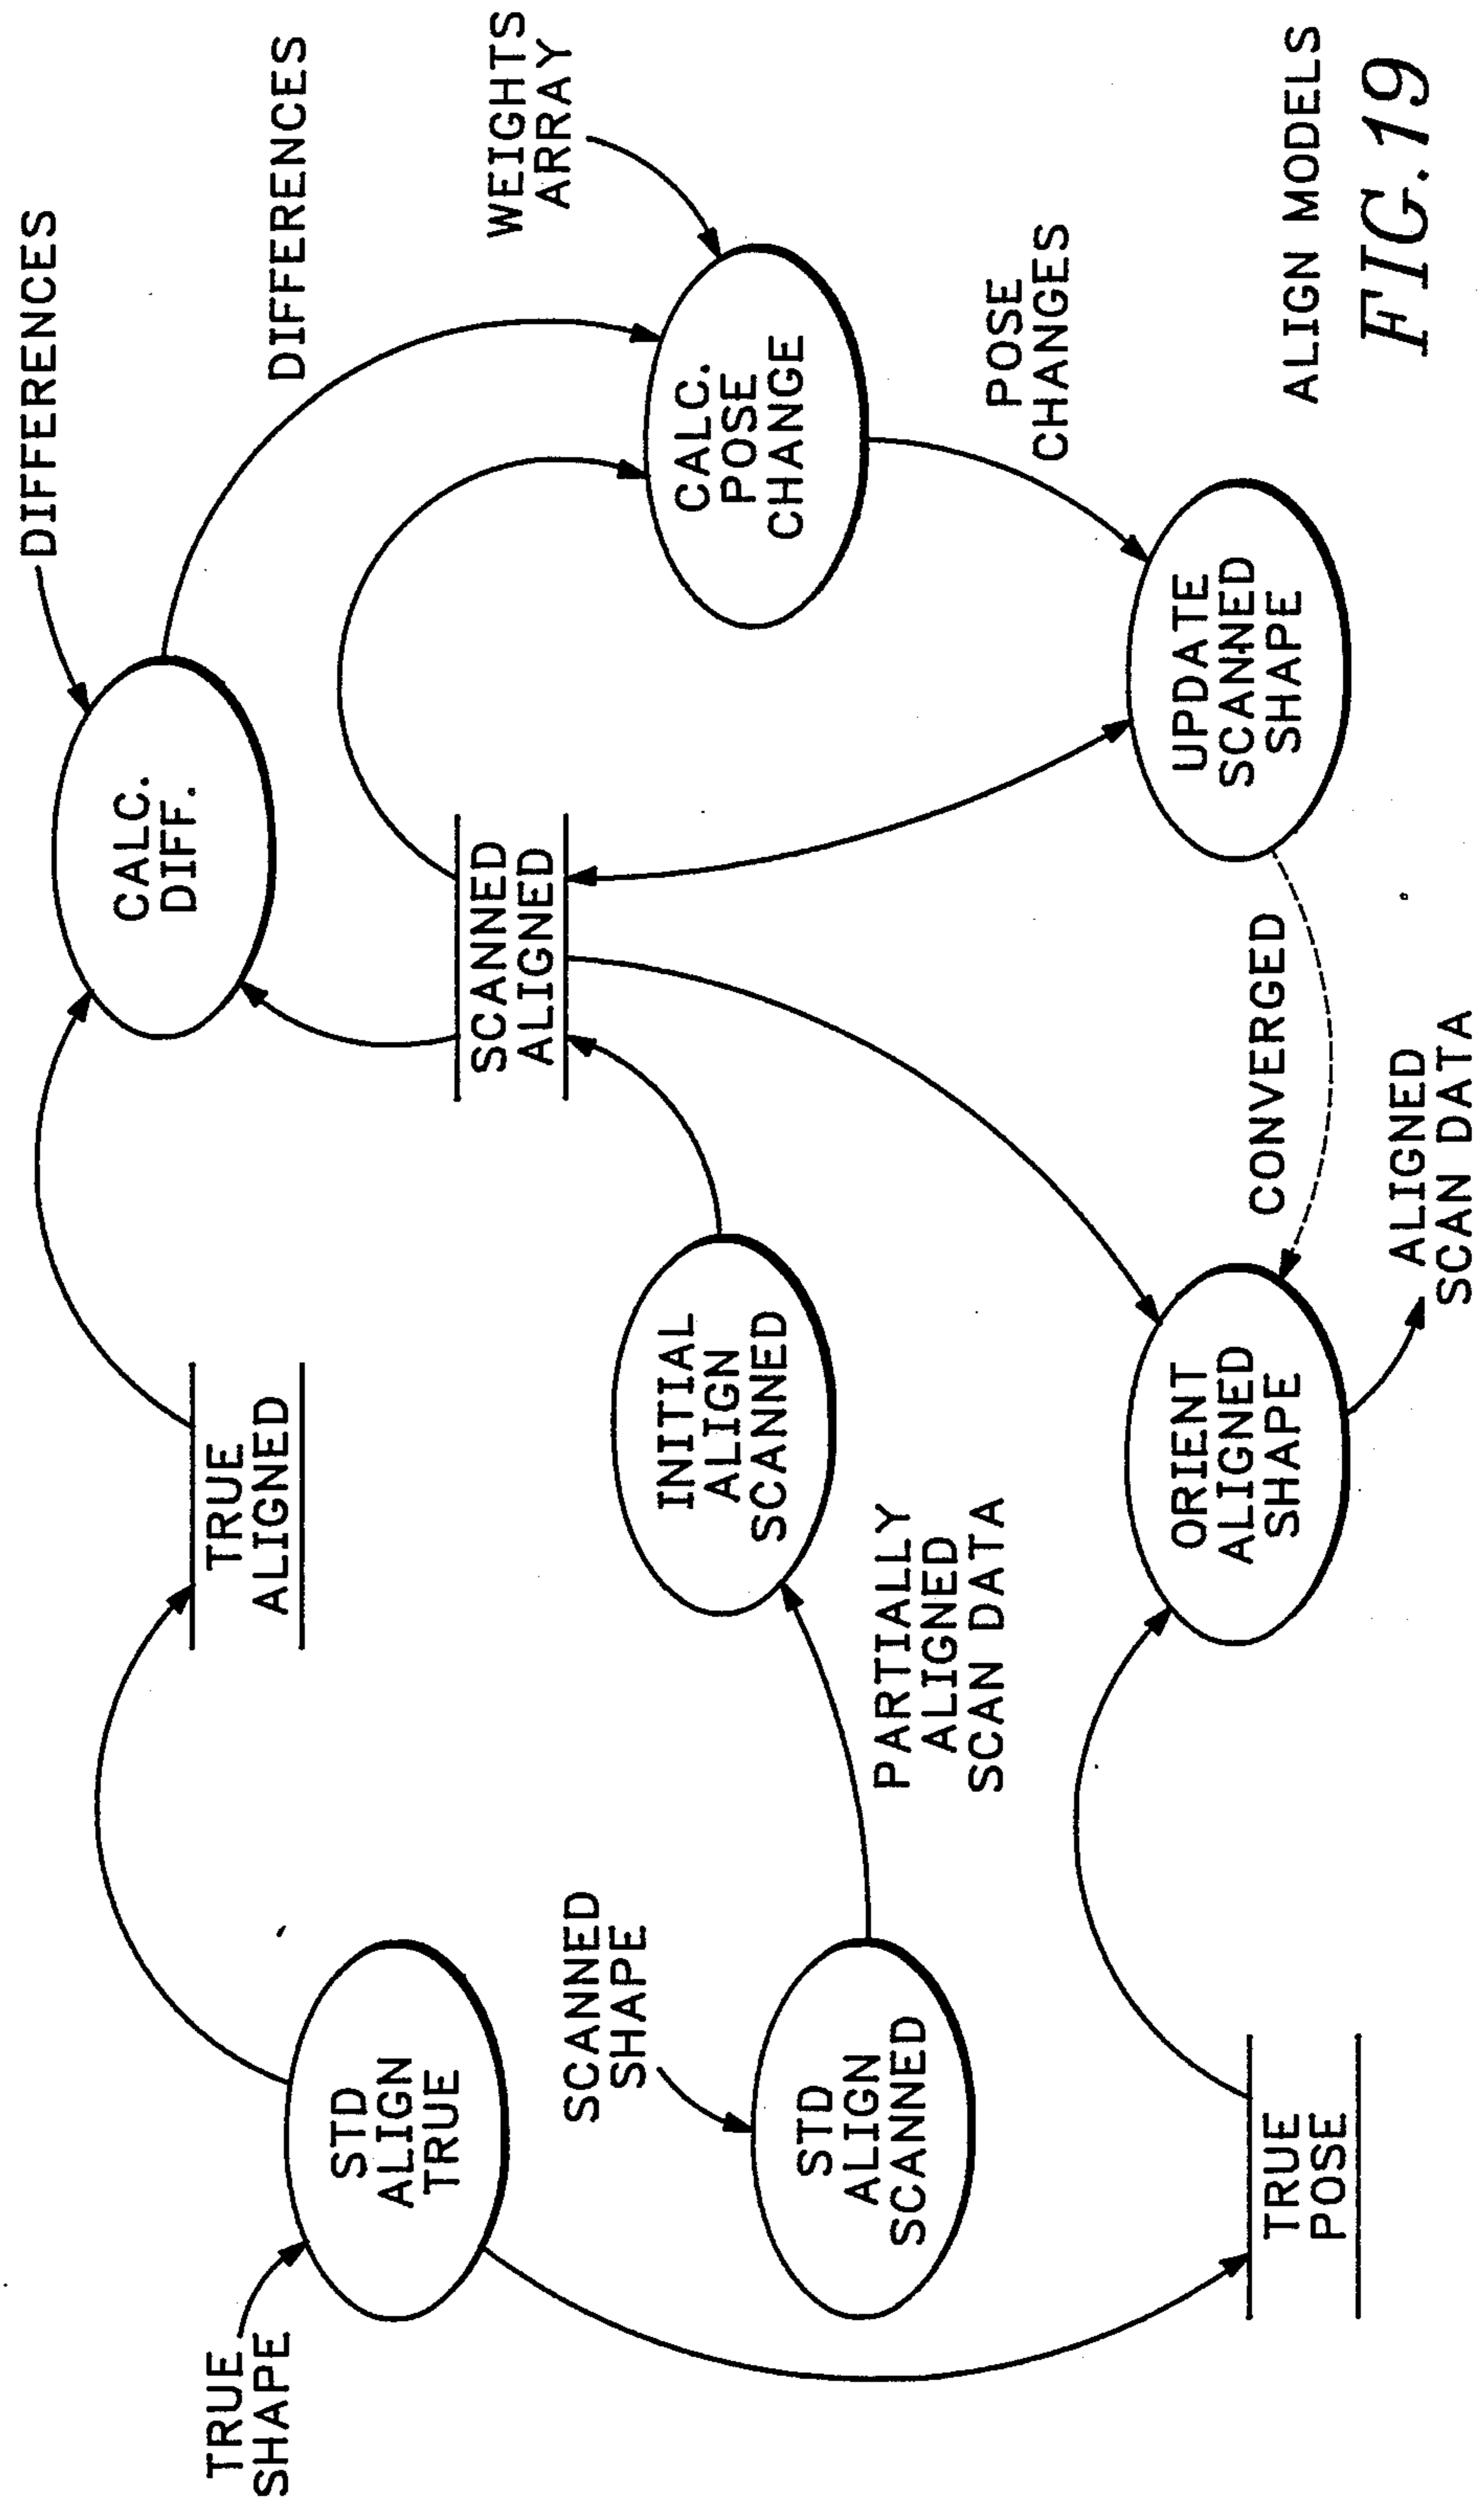 DIFFERENCES
DIFFERENCES
WEIGHTS
ARRAY
CALC.
DIFF.
TRUE
ALIGNED
TRUE
SHAPE
STD
ALIGN
TRUE
SCANNED
ALIGNED
CALC.
POSE
CHANGE
SCANNED
SHAPE
INITIAL
ALIGN
SCANNED
STD
ALIGN
SCANNED
PARTIALLY
ALIGNED
SCAN DATA
POSE
CHANGES
UPDATE
SCANNED
SHAPE
CONVERGED
ORIENT
ALIGNED
SHAPE
TRUE
POSE
ALIGNED
SCAN DATA
ALIGN MODELS
FIG.19